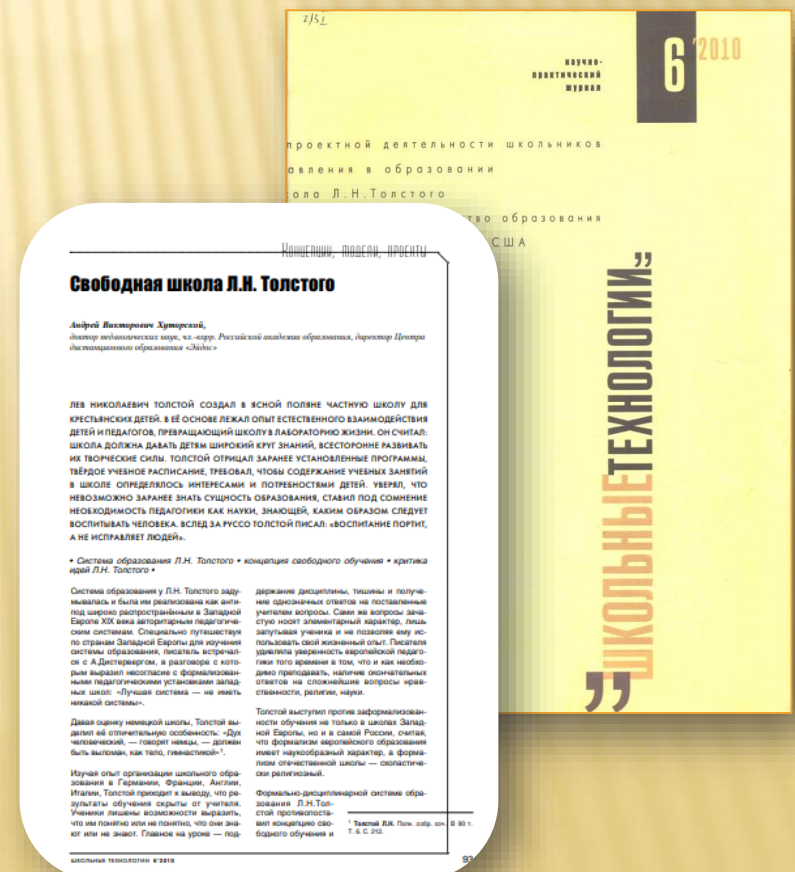 2/3 I
научно-
практический
журнал
6'2010
проектной деятельности школьников
авления в образовании
ола Л.Н.Толстого
тво образования
США
„ШКОЛЬНЫЕ ТЕХНОЛОГИИ”
Концепции, модели, проекты
Свободная школа Л.Н. Толстого
Андрей Викторович Хуторской,
доктор педагогических наук, чл.-корр. Российской академии образования, директор Центра
дистанционного образования «Эйдос»
ЛЕВ НИКОЛАЕВИЧ ТОЛСТОЙ СОЗДАЛ В ЯСНОЙ ПОЛЯНЕ ЧАСТНУЮ ШКОЛУ ДЛЯ
КРЕСТЬЯНСКИХ ДЕТЕЙ. В ЕЁ ОСНОВЕ ЛЕЖАЛ ОПЫТ ЕСТЕСТВЕННОГО ВЗАИМОДЕЙСТВИЯ
ДЕТЕЙ И ПЕДАГОГОВ, ПРЕВРАЩАЮЩИЙ ШКОЛУ В ЛАБОРАТОРИЮ ЖИЗНИ. ОН СЧИТАЛ:
ШКОЛА ДОЛЖНА ДАВАТЬ ДЕТЯМ ШИРОКИЙ КРУГ ЗНАНИЙ, ВСЕСТОРОННЕ РАЗВИВАТЬ
ИХ ТВОРЧЕСКИЕ СИЛЫ. ТОЛСТОЙ ОТРИЦАЛ ЗАРАНЕЕ УСТАНОВЛЕННЫЕ ПРОГРАММЫ,
ТВЁРДОЕ УЧЕБНОЕ РАСПИСАНИЕ, ТРЕБОВАЛ, ЧТОБЫ СОДЕРЖАНИЕ УЧЕБНЫХ ЗАНЯТИЙ
В ШКОЛЕ ОПРЕДЕЛЯЛОСЬ ИНТЕРЕСАМИ И ПОТРЕБНОСТЯМИ ДЕТЕЙ. УВЕРЯЛ, ЧТО
НЕВОЗМОЖНО ЗАРАНЕЕ ЗНАТЬ СУЩНОСТЬ ОБРАЗОВАНИЯ, СТАВИЛ ПОД СОМНЕНИЕ
НЕОБХОДИМОСТЬ ПЕДАГОГИКИ КАК НАУКИ, ЗНАЮЩЕЙ, КАКИМ ОБРАЗОМ СЛЕДУЕТ
ВОСПИТЫВАТЬ ЧЕЛОВЕКА. ВСЛЕД ЗА РУССО ТОЛСТОЙ ПИСАЛ: «ВОСПИТАНИЕ ПОРТИТ,
А НЕ ИСПРАВЛЯЕТ ЛЮДЕЙ».
• Система образования Л.Н. Толстого • концепция свободного обучения • критика
идей Л.Н. Толстого •
Система образования у Л.Н. Толстого заду-
мывалась и была им реализована как анти-
под широко распространённым в Западной
Европе XIX века авторитарным педагогиче-
ским системам. Специально путешествуя
по странам Западной Европы для изучения
системы образования, писатель встречал-
ся с А.Дистервегом, в разговоре с кото-
рым выразил несогласие с формализован-
ными педагогическими установками запад-
ных школ: «Лучшая система — не иметь
никакой системы».
Давая оценку немецкой школы, Толстой вы-
делил её отличительную особенность: «Дух
человеческий, — говорят немцы, — должен
быть выломан, как тело, гимнастикой»¹.
Изучая опыт организации школьного обра-
зования в Германии, Франции, Англии,
Италии, Толстой приходит к выводу, что ре-
зультаты обучения скрыты от учителя.
Ученики лишены возможности выразить,
что им понятно или не понятно, что они зна-
ют или не знают. Главное на уроке — под-
держание дисциплины, тишины и получе-
ние однозначных ответов на поставленные
учителем вопросы. Сами же вопросы зача-
стую носят элементарный характер, лишь
запутывая ученика и не позволяя ему ис-
пользовать свой жизненный опыт. Писателя
удивляла уверенность европейской педаго-
гики того времени в том, что и как необхо-
димо преподавать, наличие окончательных
ответов на сложнейшие вопросы нрав-
ственности, религии, науки.
Толстой выступил против заформализован-
ности обучения не только в школах Запад-
ной Европы, но и в самой России, считая,
что формализм европейского образования
имеет наукообразный характер, а форма-
лизм отечественной школы — схоластиче-
ски религиозный.
Формально-дисциплинарной системе обра-
зования Л.Н.Тол-
стой противопоста-
вил концепцию сво-
бодного обучения и
¹ Толстой Л.Н. Полн. собр. соч. В 90 т.
Т. 8. С. 212.
ШКОЛЬНЫЕ ТЕХНОЛОГИИ 6'2010
93